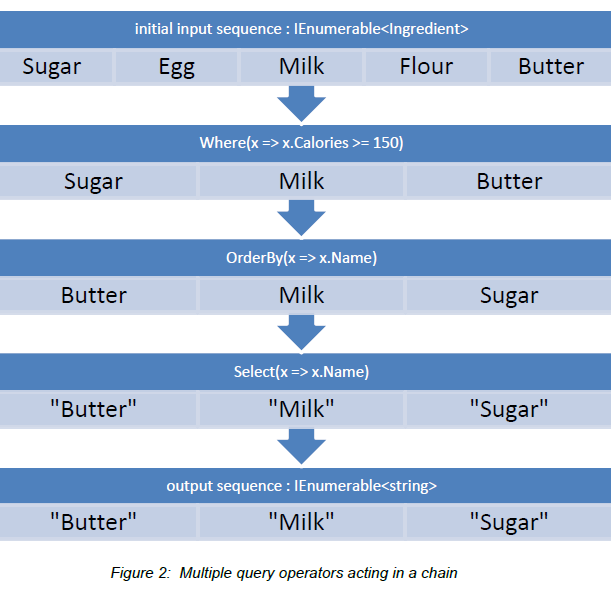 initial input sequence : IEnumerable<Ingredient>
Sugar Egg Milk Flour Butter
Where(x => x.Calories >= 150)
Sugar Milk Butter
OrderBy(x => x.Name)
Butter Milk Sugar
Select(x => x.Name)
"Butter" "Milk" "Sugar"
output sequence : IEnumerable<string>
"Butter" "Milk" "Sugar"
Figure 2: Multiple query operators acting in a chain